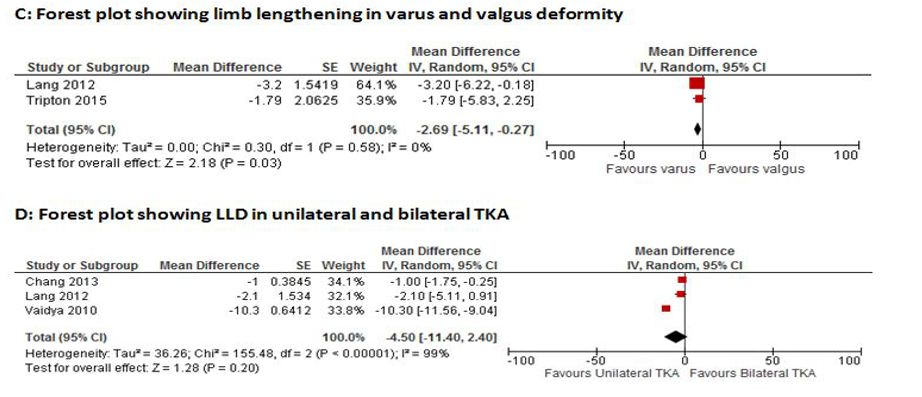 C: Forest plot showing limb lengthening in varus and valgus deformity
Mean Difference Mean Difference
Study or Subgroup Mean Difference SE Weight IV, Random, 95% CI IV, Random, 95% CI
Lang 2012 -3.2 1.5419 64.1% -3.20 [-6.22, -0.18]
Tripton 2015 -1.79 2.0625 35.9% -1.79 [-5.83, 2.25]
Total (95% CI) 100.0% -2.69 [-5.11, -0.27]
Heterogeneity: Tau² = 0.00; Chi² = 0.30, df = 1 (P = 0.58); I² = 0%
Test for overall effect: Z = 2.18 (P = 0.03)
-100 -50 0 50 100
Favours varus Favours valgus
D: Forest plot showing LLD in unilateral and bilateral TKA
Mean Difference Mean Difference
Study or Subgroup Mean Difference SE Weight IV, Random, 95% CI IV, Random, 95% CI
Chang 2013 -1 0.3845 34.1% -1.00 [-1.75, -0.25]
Lang 2012 -2.1 1.534 32.1% -2.10 [-5.11, 0.91]
Vaidya 2010 -10.3 0.6412 33.8% -10.30 [-11.56, -9.04]
Total (95% CI) 100.0% -4.50 [-11.40, 2.40]
Heterogeneity: Tau² = 36.26; Chi² = 155.48, df = 2 (P < 0.00001); I² = 99%
Test for overall effect: Z = 1.28 (P = 0.20)
-100 -50 0 50 100
Favours Unilateral TKA Favours Bilateral TKA